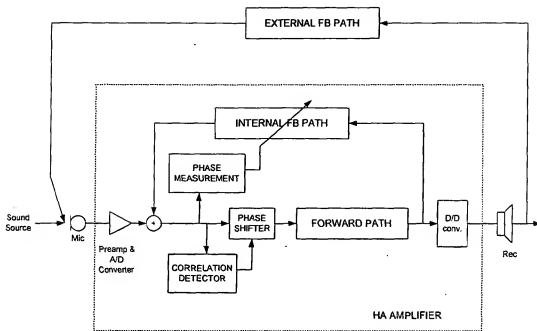 EXTERNAL FB PATH
INTERNAL FB PATH
PHASE
MEASUREMENT
Sound
Source
Mic
Preamp &
A/D
Converter
PHASE
SHIFTER
FORWARD PATH
D/D
conv.
Rec
CORRELATION
DETECTOR
HA AMPLIFIER